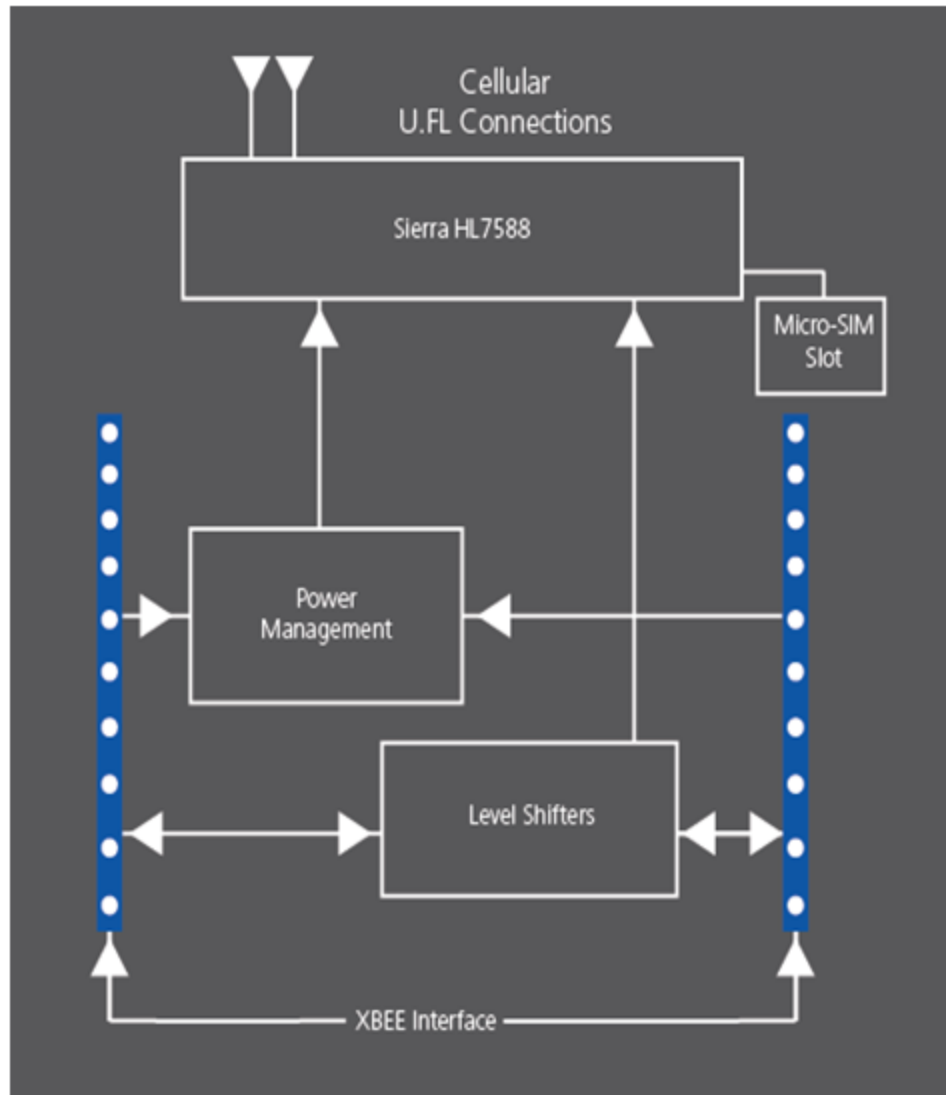 Cellular
U.FL Connections
Sierra HL7588
Micro-SIM
Slot
Power
Management
Level Shifters
XBEE Interface